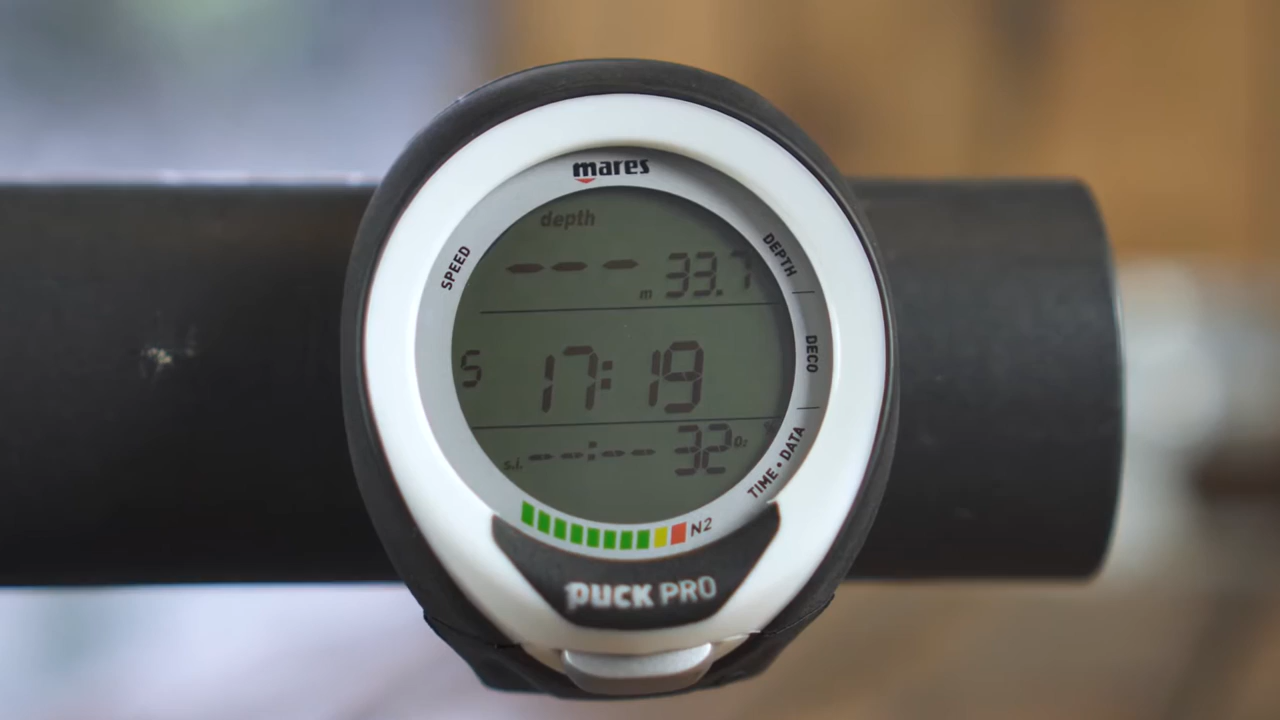 mares
SPEED
depth
DEPTH
--- m 33.7
DECO
S 17:19
TIME • DATA
s.i. --:-- 32 O₂
N2
PUCK PRO